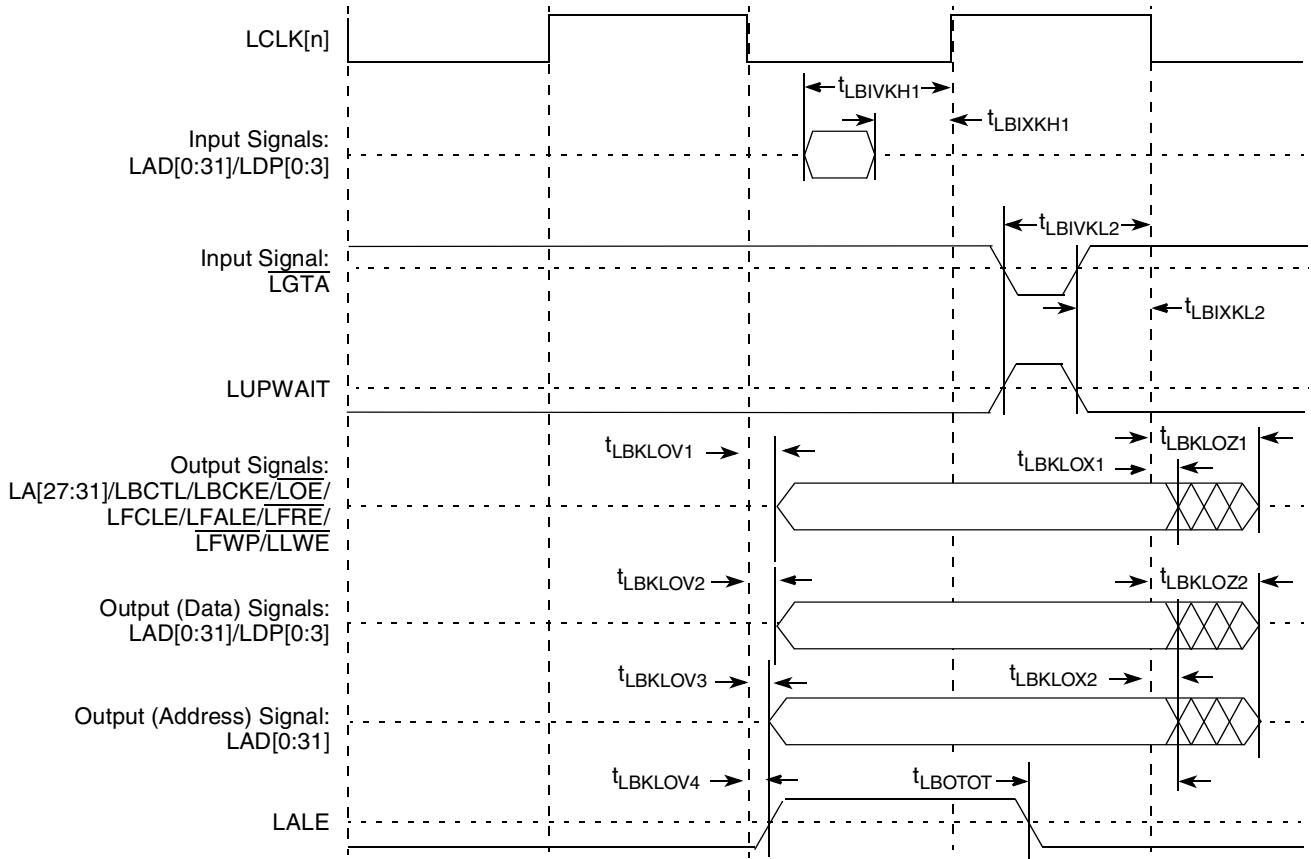 LCLK[n]
tLBIVKH1
tLBIXKH1
Input Signals:
LAD[0:31]/LDP[0:3]
tLBIVKL2
Input Signal:
LGTA
tLBIXKL2
LUPWAIT
tLBKLOV1
tLBKLOX1
tLBKLOZ1
Output Signals:
LA[27:31]/LBCTL/LBCKE/LOE/
LFCLE/LFALE/LFRE/
LFWP/LLWE
tLBKLOV2
tLBKLOZ2
Output (Data) Signals:
LAD[0:31]/LDP[0:3]
tLBKLOV3
tLBKLOX2
Output (Address) Signal:
LAD[0:31]
tLBKLOV4
tLBOTOT
LALE